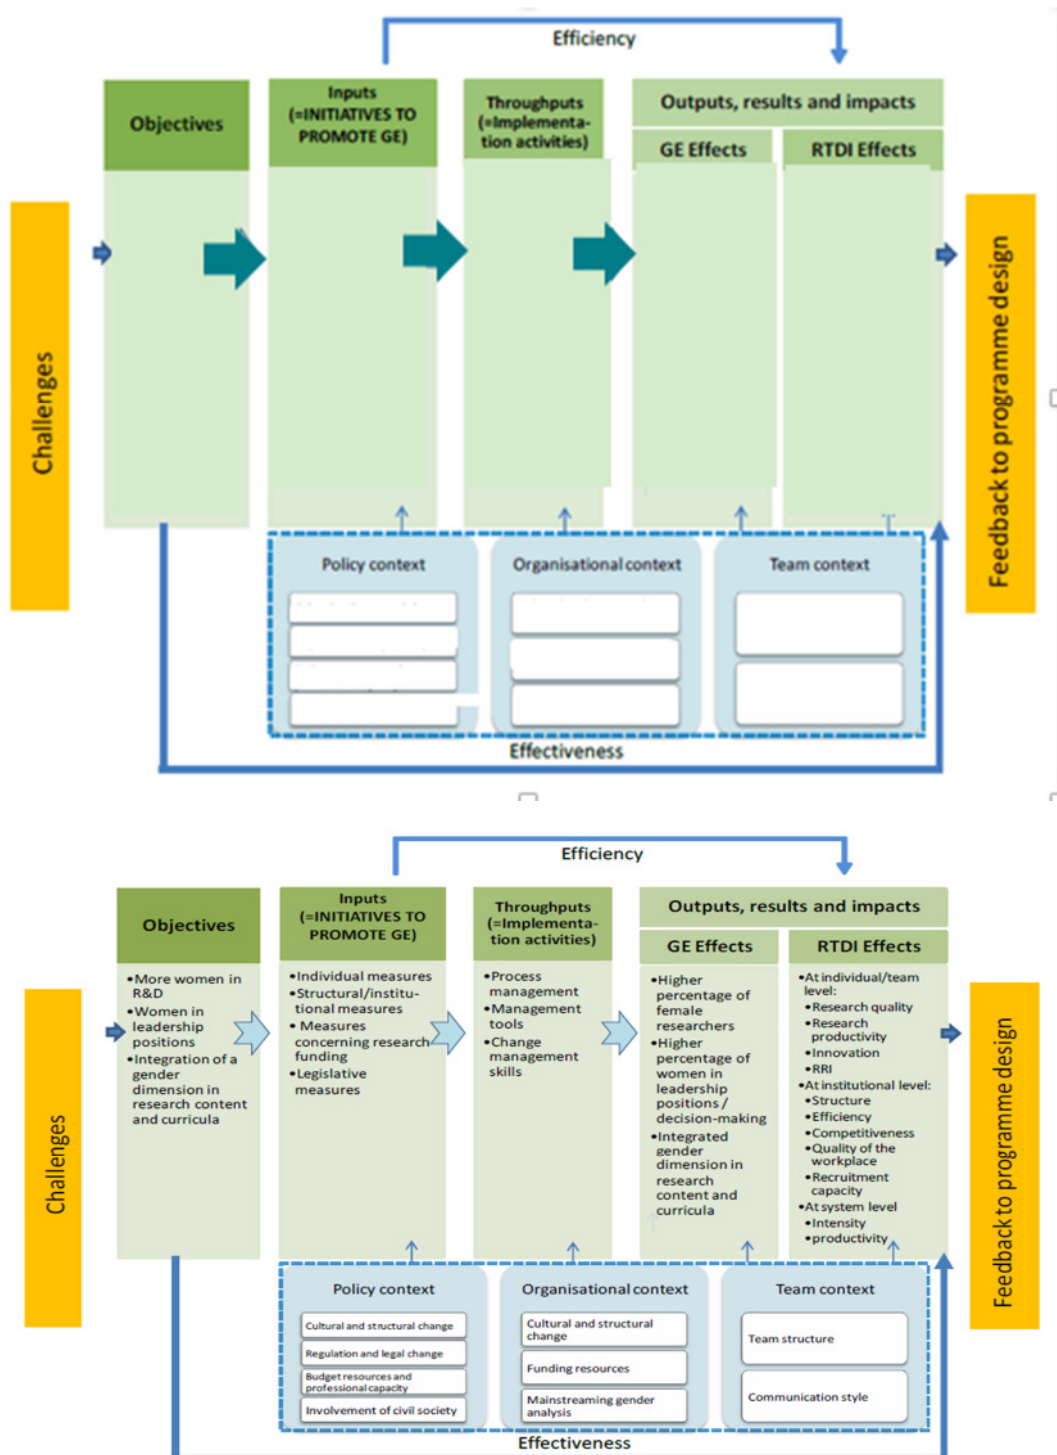 Efficiency
Objectives
Inputs
(=INITIATIVES TO
PROMOTE GE)
Throughputs
(=Implementa-
tion activities)
Outputs, results and impacts
GE Effects
RTDI Effects
Challenges
Feedback to programme design
Policy context
Organisational context
Team context
Effectiveness
Efficiency
Objectives
Inputs
(=INITIATIVES TO
PROMOTE GE)
Throughputs
(=Implementa-
tion activities)
Outputs, results and impacts
GE Effects
RTDI Effects
Challenges
•More women in
R&D
•Women in
leadership
positions
•Integration of a
gender
dimension in
research content
and curricula
•Individual measures
•Structural/institu-
tional measures
• Measures
concerning research
funding
•Legislative
measures
•Process
management
•Management
tools
•Change
management
skills
•Higher
percentage of
female
researchers
•Higher
percentage of
women in
leadership
positions /
decision-making
•Integrated
gender
dimension in
research
content and
curricula
•At individual/team
level:
•Research quality
•Research
productivity
•Innovation
•RRI
•At institutional level:
•Structure
•Efficiency
•Competitiveness
•Quality of the
workplace
•Recruitment
capacity
•At system level
•Intensity
•productivity
Feedback to programme design
Policy context
Cultural and structural change
Regulation and legal change
Budget resources and
professional capacity
Involvement of civil society
Organisational context
Cultural and structural
change
Funding resources
Mainstreaming gender
analysis
Team context
Team structure
Communication style
Effectiveness